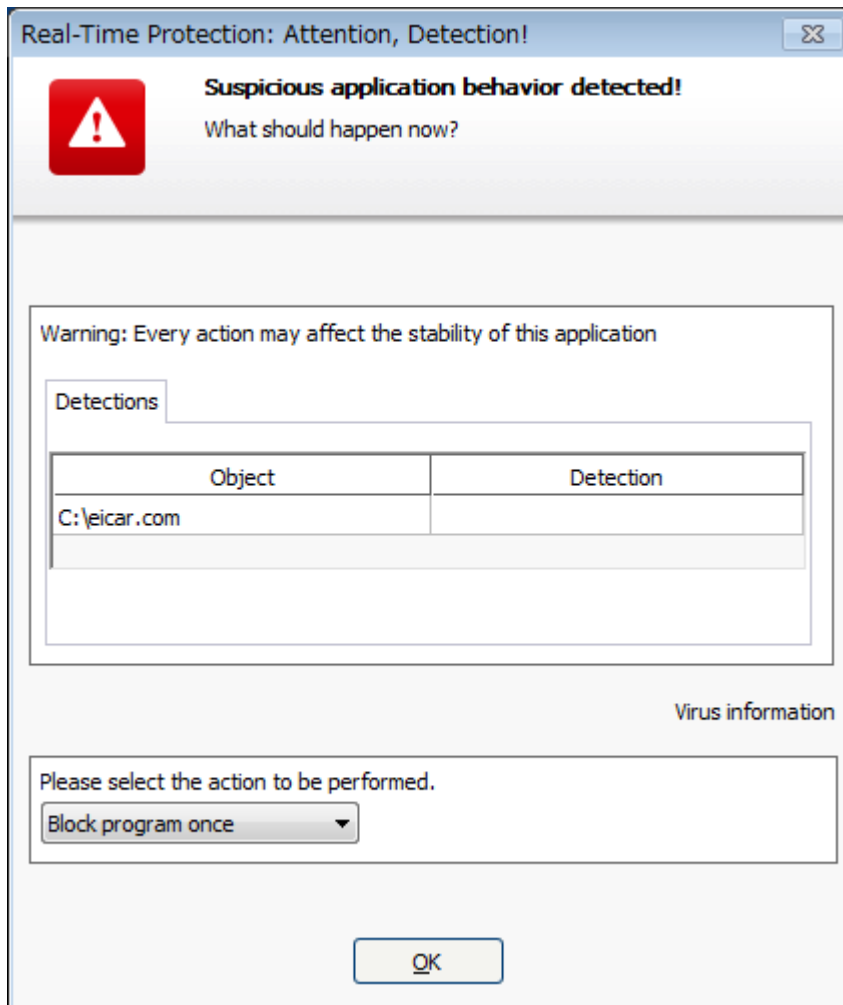 Real-Time Protection: Attention, Detection!
Suspicious application behavior detected!
What should happen now?
Warning: Every action may affect the stability of this application
Detections
Object Detection
C:\eicar.com
Virus information
Please select the action to be performed.
Block program once
OK